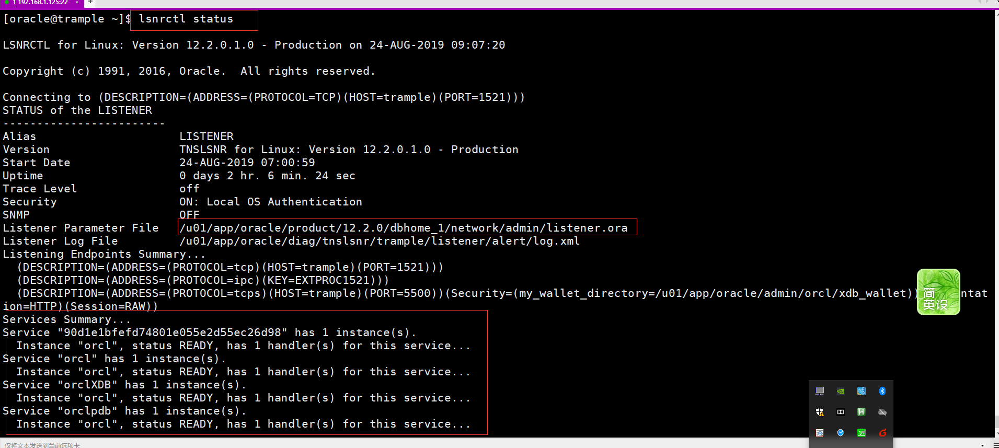 1 192.168.1.125:22 × +
[oracle@trample ~]$ lsnrctl status
LSNRCTL for Linux: Version 12.2.0.1.0 - Production on 24-AUG-2019 09:07:20
Copyright (c) 1991, 2016, Oracle.  All rights reserved.
Connecting to (DESCRIPTION=(ADDRESS=(PROTOCOL=TCP)(HOST=trample)(PORT=1521)))
STATUS of the LISTENER
------------------------
Alias                     LISTENER
Version                   TNSLSNR for Linux: Version 12.2.0.1.0 - Production
Start Date                24-AUG-2019 07:00:59
Uptime                    0 days 2 hr. 6 min. 24 sec
Trace Level               off
Security                  ON: Local OS Authentication
SNMP                      OFF
Listener Parameter File   /u01/app/oracle/product/12.2.0/dbhome_1/network/admin/listener.ora
Listener Log File         /u01/app/oracle/diag/tnslsnr/trample/listener/alert/log.xml
Listening Endpoints Summary...
  (DESCRIPTION=(ADDRESS=(PROTOCOL=tcp)(HOST=trample)(PORT=1521)))
  (DESCRIPTION=(ADDRESS=(PROTOCOL=ipc)(KEY=EXTPROC1521)))
  (DESCRIPTION=(ADDRESS=(PROTOCOL=tcps)(HOST=trample)(PORT=5500))(Security=(my_wallet_directory=/u01/app/oracle/admin/orcl/xdb_wallet)) ntat
ion=HTTP)(Session=RAW))
简
英设
Services Summary...
Service "90d1e1bfefd74801e055e2d55ec26d98" has 1 instance(s).
  Instance "orcl", status READY, has 1 handler(s) for this service...
Service "orcl" has 1 instance(s).
  Instance "orcl", status READY, has 1 handler(s) for this service...
Service "orclXDB" has 1 instance(s).
  Instance "orcl", status READY, has 1 handler(s) for this service...
Service "orclpdb" has 1 instance(s).
  Instance "orcl", status READY, has 1 handler(s) for this service...
仅将文本发送到当前选项卡